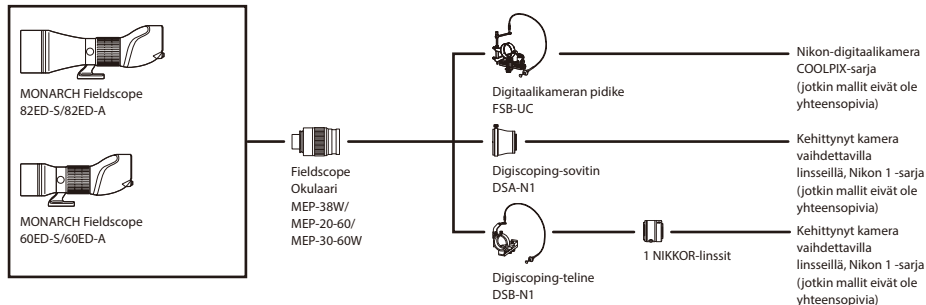 MONARCH Fieldscope
82ED-S/82ED-A
MONARCH Fieldscope
60ED-S/60ED-A
Fieldscope
Okulaari
MEP-38W/
MEP-20-60/
MEP-30-60W
Digitaalikameran pidike
FSB-UC
Digiscoping-sovitin
DSA-N1
Digiscoping-teline
DSB-N1
1 NIKKOR-linssit
Nikon-digitaalikamera
COOLPIX-sarja
(jotkin mallit eivät ole
yhteensopivia)
Kehittynyt kamera
vaihdettavilla
linsseillä, Nikon 1 -sarja
(jotkin mallit eivät ole
yhteensopivia)
Kehittynyt kamera
vaihdettavilla
linsseillä, Nikon 1 -sarja
(jotkin mallit eivät ole
yhteensopivia)